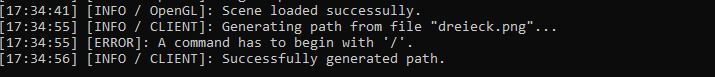 [17:34:41] [INFO / OpenGL]: Scene loaded successully.
[17:34:55] [INFO / CLIENT]: Generating path from file "dreieck.png"...
[17:34:55] [ERROR]: A command has to begin with '/'.
[17:34:56] [INFO / CLIENT]: Successfully generated path.